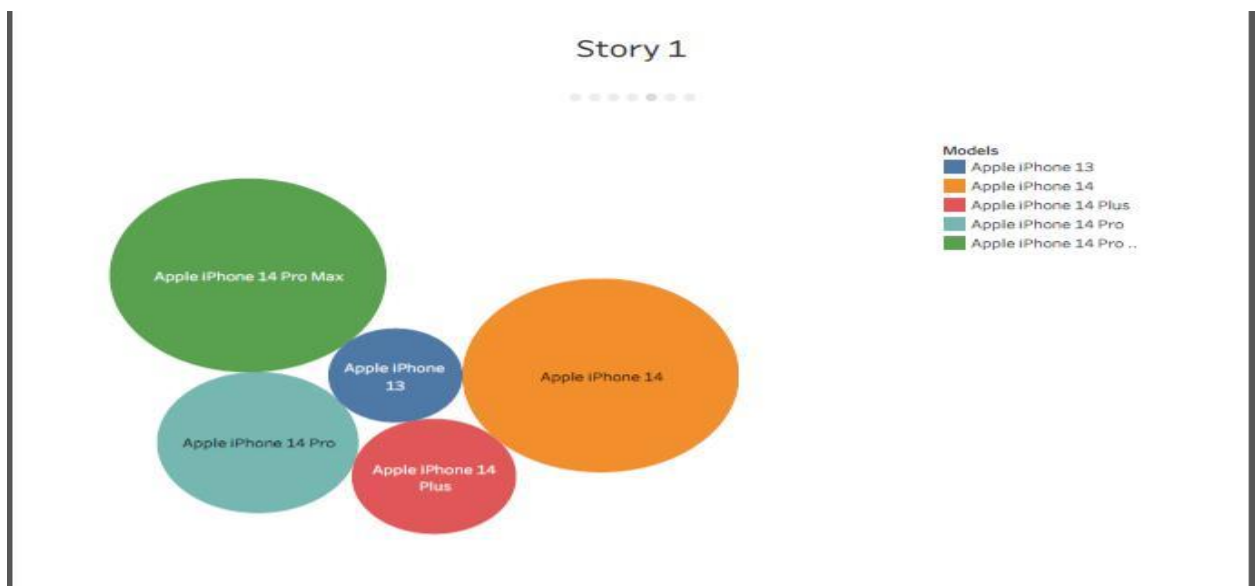 Story 1
Models
Apple iPhone 13
Apple iPhone 14
Apple iPhone 14 Plus
Apple iPhone 14 Pro
Apple iPhone 14 Pro ..
Apple iPhone 14 Pro Max
Apple iPhone
13
Apple iPhone 14
Apple iPhone 14 Pro
Apple iPhone 14
Plus